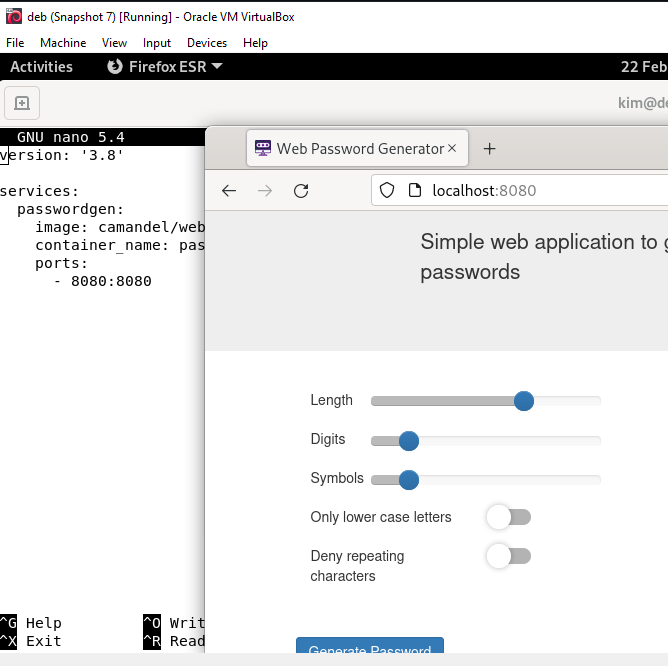 deb (Snapshot 7) [Running] - Oracle VM VirtualBox
File Machine View Input Devices Help
Activities Firefox ESR 22 Feb
kim@de
GNU nano 5.4
version: '3.8'
services:
passwordgen:
image: camandel/web
container_name: pas
ports:
- 8080:8080
Web Password Generator × +
localhost:8080
Simple web application to g
passwords
Length
Digits
Symbols
Only lower case letters
Deny repeating
characters
Generate Password
^G Help ^O Writ
^X Exit ^R Read